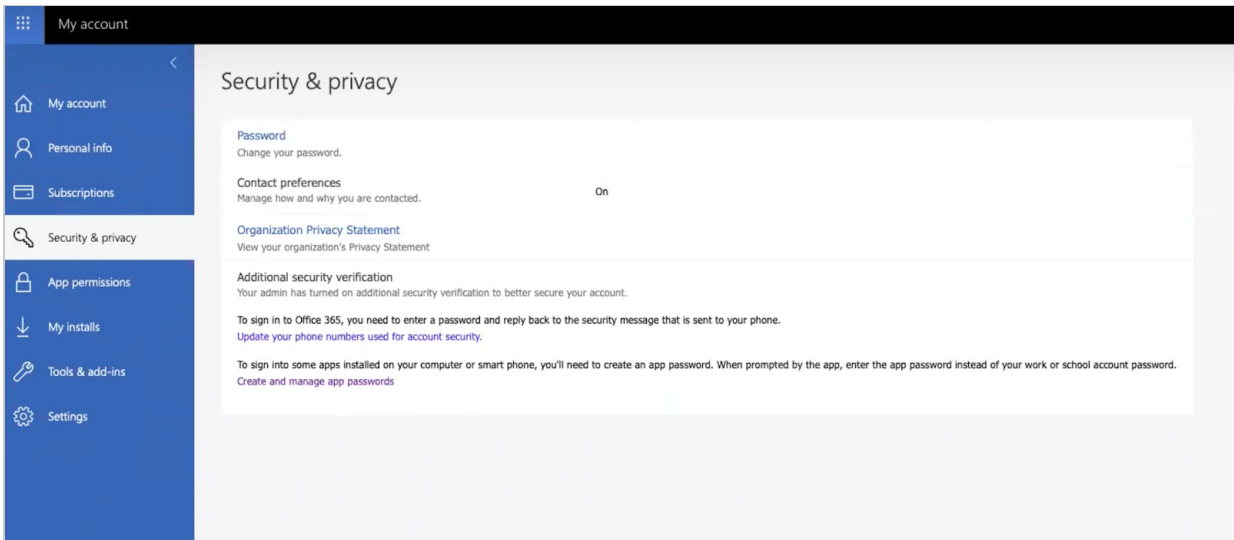 My account
My account
Personal info
Subscriptions
Security & privacy
App permissions
My installs
Tools & add-ins
Settings
Security & privacy
Password
Change your password.
Contact preferences
Manage how and why you are contacted.
On
Organization Privacy Statement
View your organization's Privacy Statement
Additional security verification
Your admin has turned on additional security verification to better secure your account.
To sign in to Office 365, you need to enter a password and reply back to the security message that is sent to your phone.
Update your phone numbers used for account security.
To sign into some apps installed on your computer or smart phone, you'll need to create an app password. When prompted by the app, enter the app password instead of your work or school account password.
Create and manage app passwords